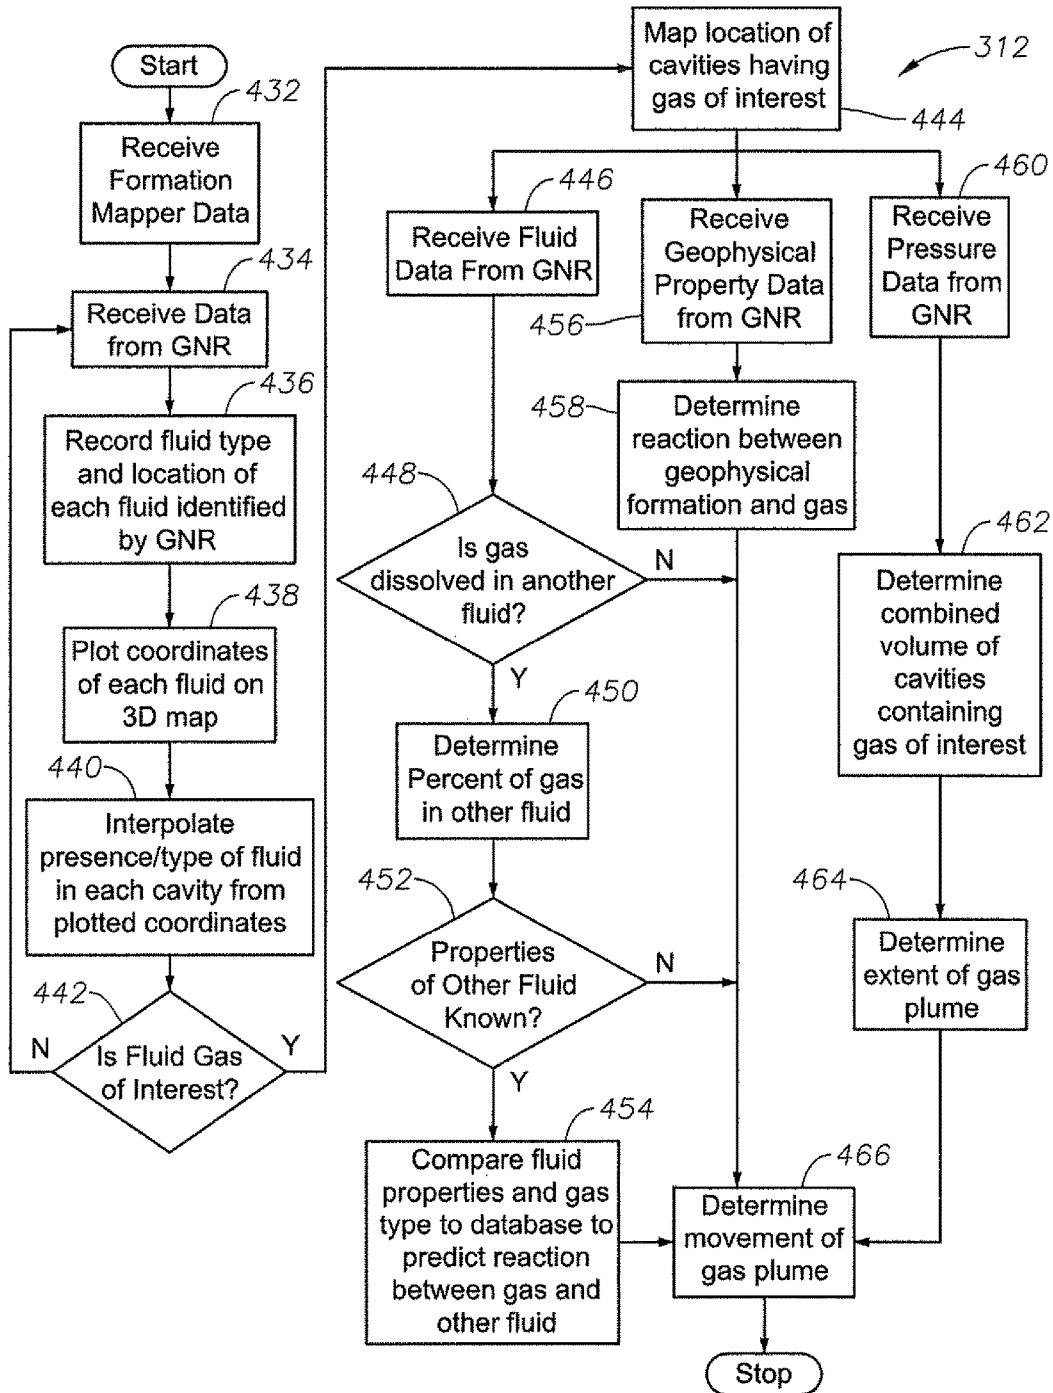 Start
432
Receive
Formation
Mapper Data
434
Receive Data
from GNR
436
Record fluid type
and location of
each fluid identified
by GNR
438
Plot coordinates
of each fluid on
3D map
440
Interpolate
presence/type of fluid
in each cavity from
plotted coordinates
442
N
Y
Is Fluid Gas
of Interest?
Map location of
cavities having
gas of interest
312
444
446
Receive Fluid
Data From GNR
448
Is gas
dissolved in another
fluid?
N
Y
450
Determine
Percent of gas
in other fluid
452
Properties
of Other Fluid
Known?
N
Y
454
Compare fluid
properties and gas
type to database to
predict reaction
between gas and
other fluid
Receive
Geophysical
Property Data
from GNR
456
458
Determine
reaction between
geophysical
formation and gas
460
Receive
Pressure
Data from
GNR
462
Determine
combined
volume of
cavities
containing
gas of interest
464
Determine
extent of gas
plume
466
Determine
movement of
gas plume
Stop